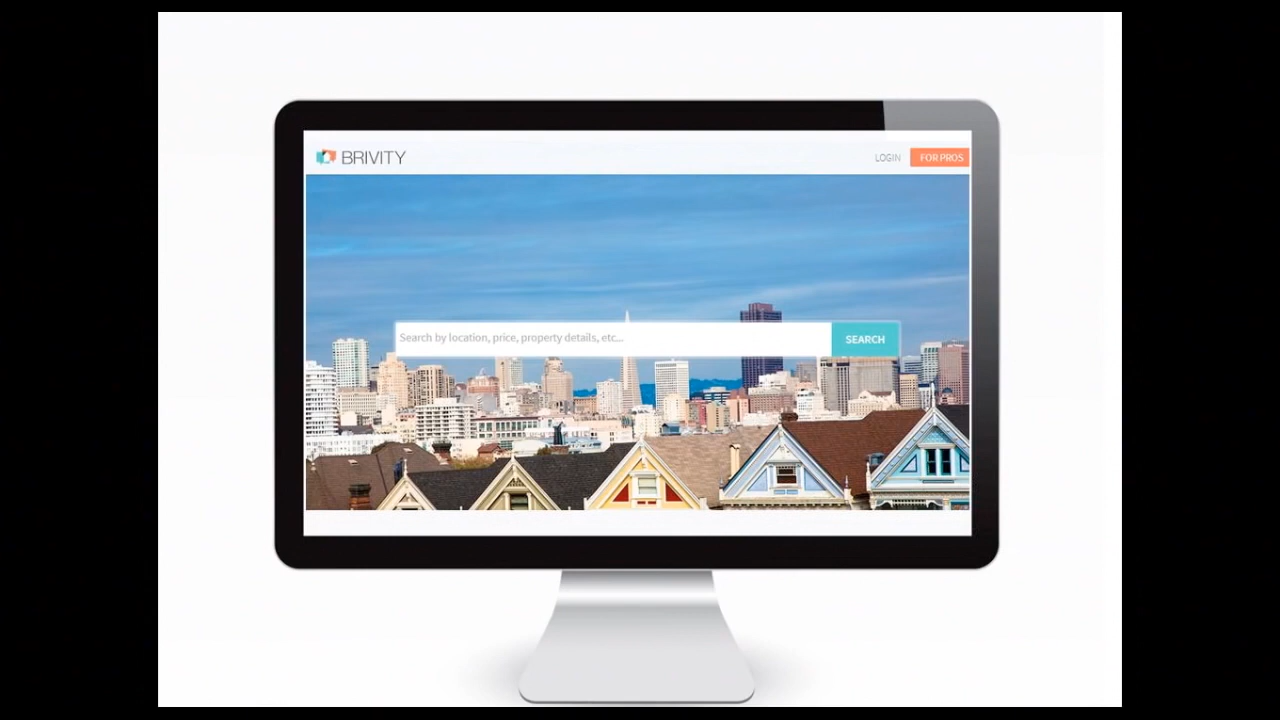 BRIVITY
LOGIN
FOR PROS
Search by location, price, property details, etc...
SEARCH